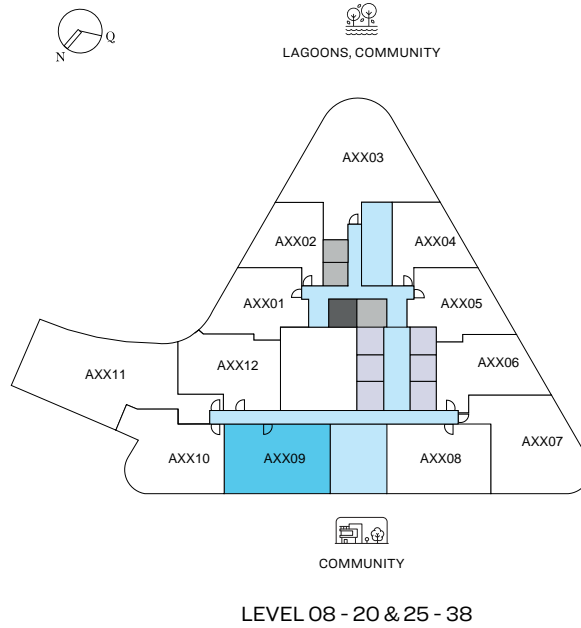 Q
N
LAGOONS, COMMUNITY
AXX03
AXX02
AXX04
AXX01
AXX05
AXX12
AXX06
AXX11
AXX07
AXX10
AXX09
AXX08
COMMUNITY
LEVEL 08 - 20 & 25 - 38